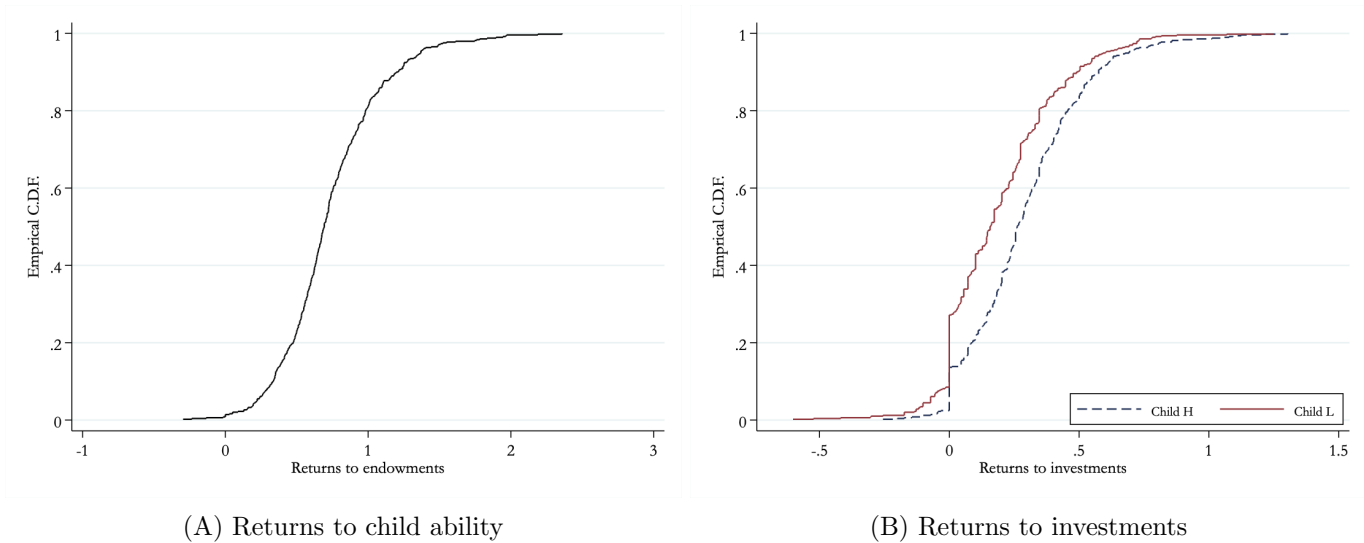 1
.8
.6
.4
.2
0
Emprical C.D.F.
-1
0
1
2
3
Returns to endowments
(A) Returns to child ability
1
.8
.6
.4
.2
0
Emprical C.D.F.
-.5
0
.5
1
1.5
Returns to investments
Child H
Child L
(B) Returns to investments